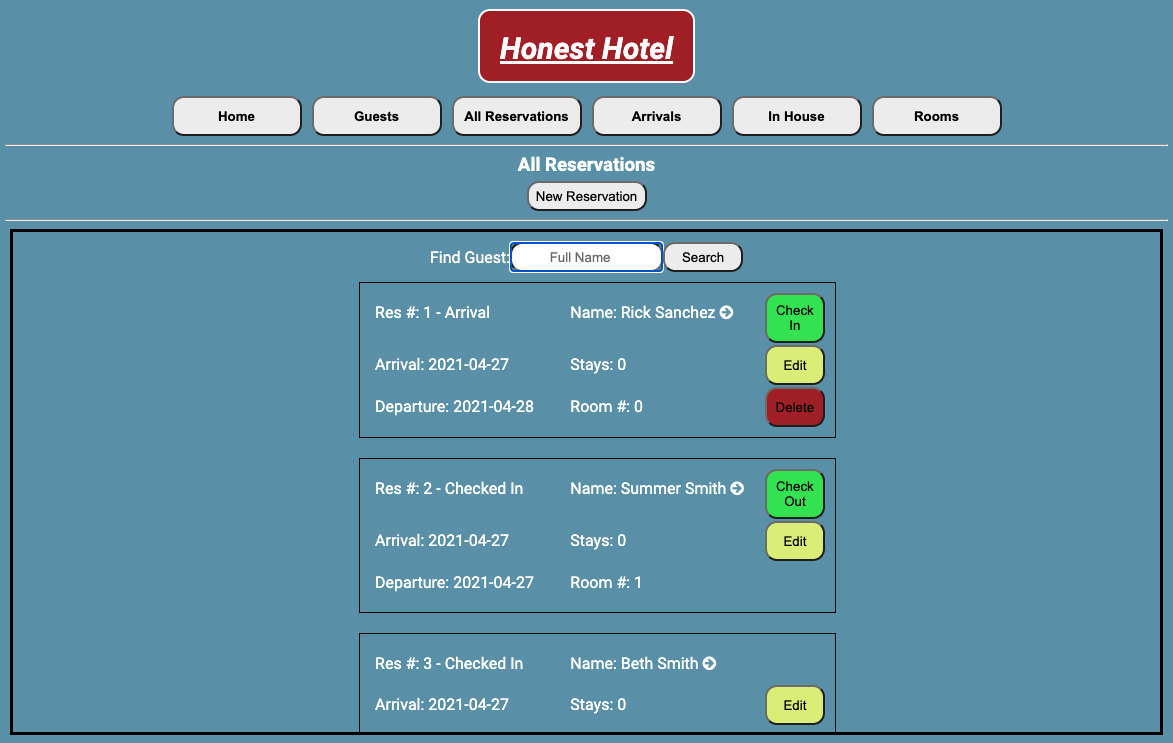 Honest Hotel
Home Guests All Reservations Arrivals In House Rooms
All Reservations
New Reservation
Find Guest: Full Name Search
Res #: 1 - Arrival Name: Rick Sanchez Check In
Arrival: 2021-04-27 Stays: 0 Edit
Departure: 2021-04-28 Room #: 0 Delete
Res #: 2 - Checked In Name: Summer Smith Check Out
Arrival: 2021-04-27 Stays: 0 Edit
Departure: 2021-04-27 Room #: 1
Res #: 3 - Checked In Name: Beth Smith
Arrival: 2021-04-27 Stays: 0 Edit